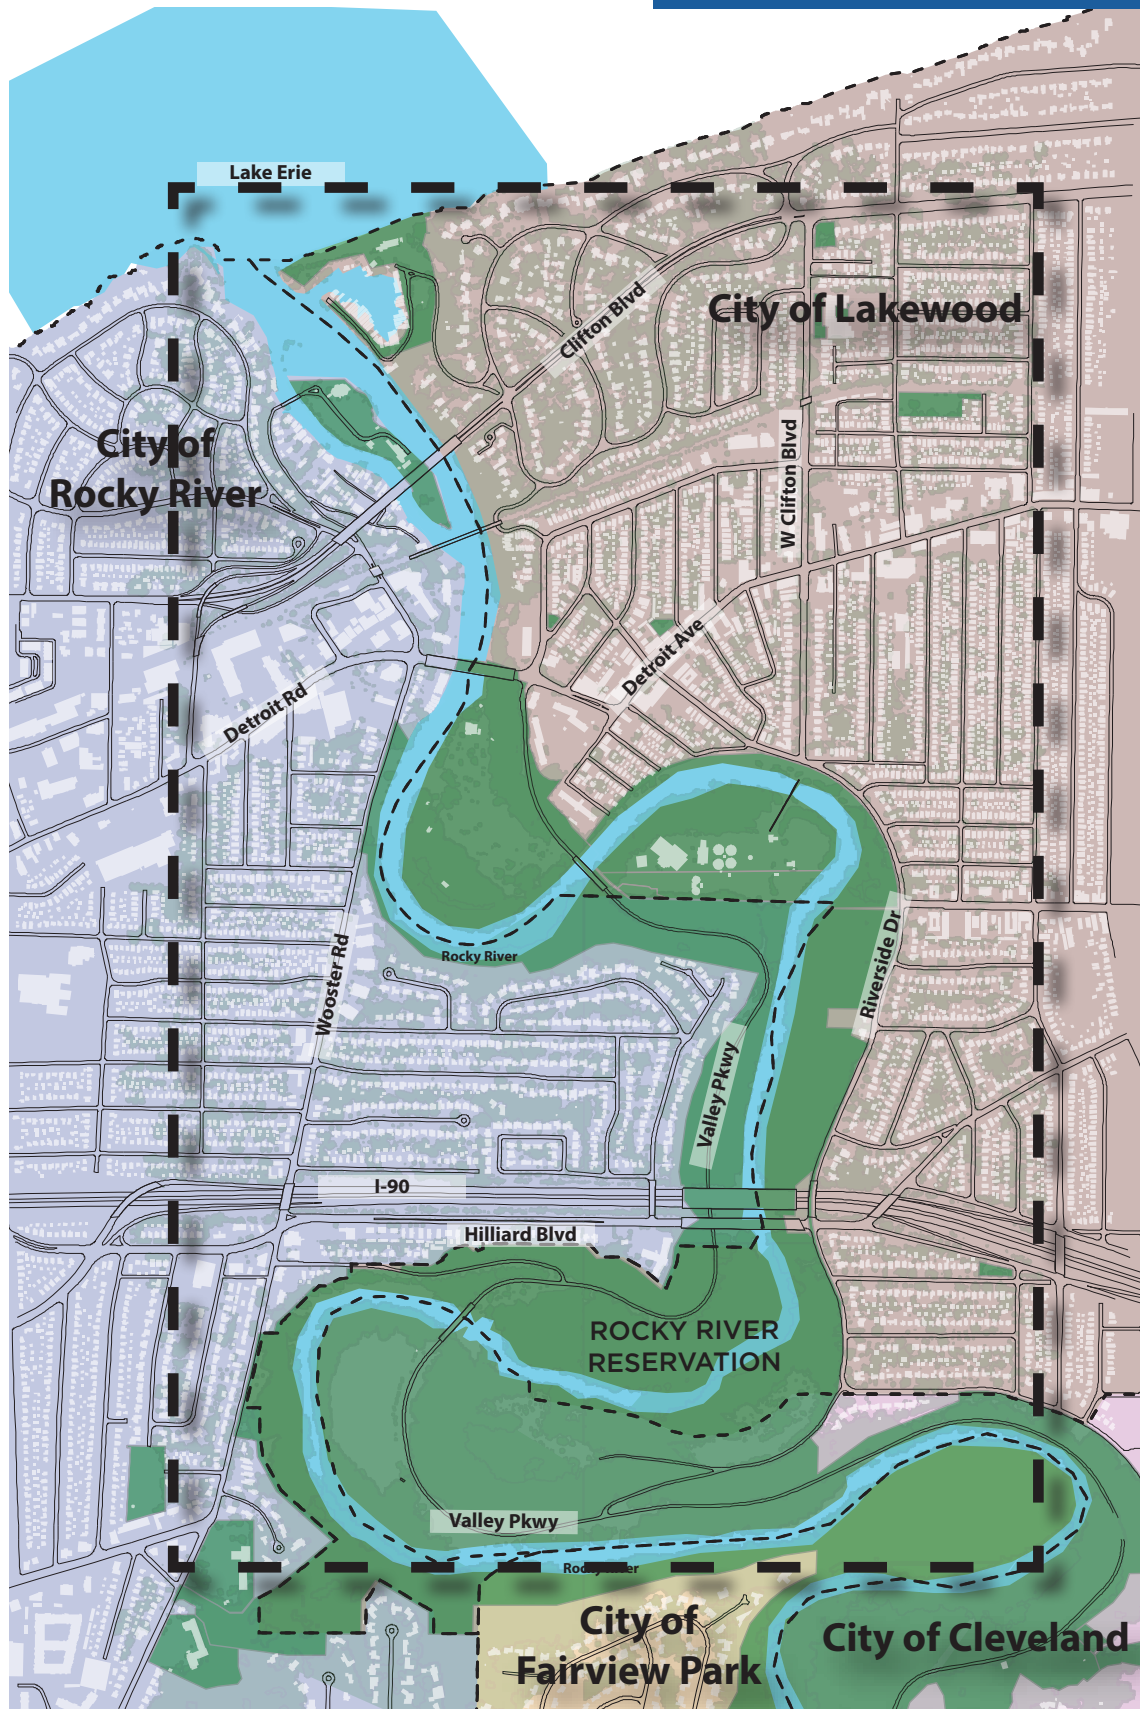 Lake Erie
City of Lakewood
Clifton Blvd
City of
Rocky River
W Clifton Blvd
Detroit Ave
Detroit Rd
Rocky River
Wooster Rd
Riverside Dr
Valley Pkwy
I-90
Hilliard Blvd
ROCKY RIVER
RESERVATION
Valley Pkwy
Rocky River
City of
Fairview Park
City of Cleveland